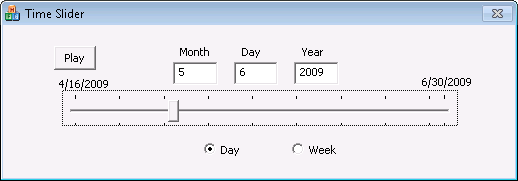 Time Slider
Play
Month Day Year
5 6 2009
4/16/2009 6/30/2009
Day Week